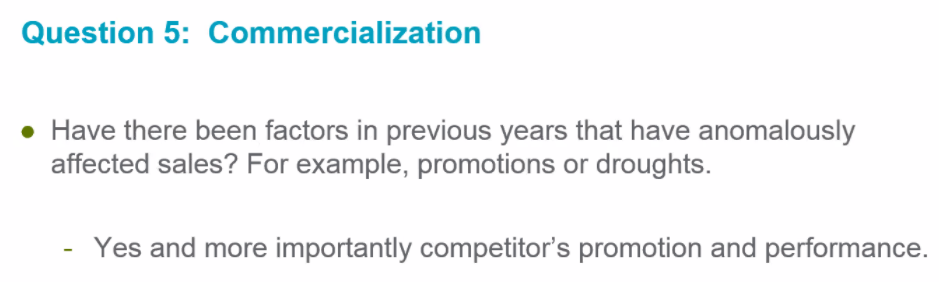 Question 5:  Commercialization
● Have there been factors in previous years that have anomalously
affected sales? For example, promotions or droughts.
- Yes and more importantly competitor’s promotion and performance.